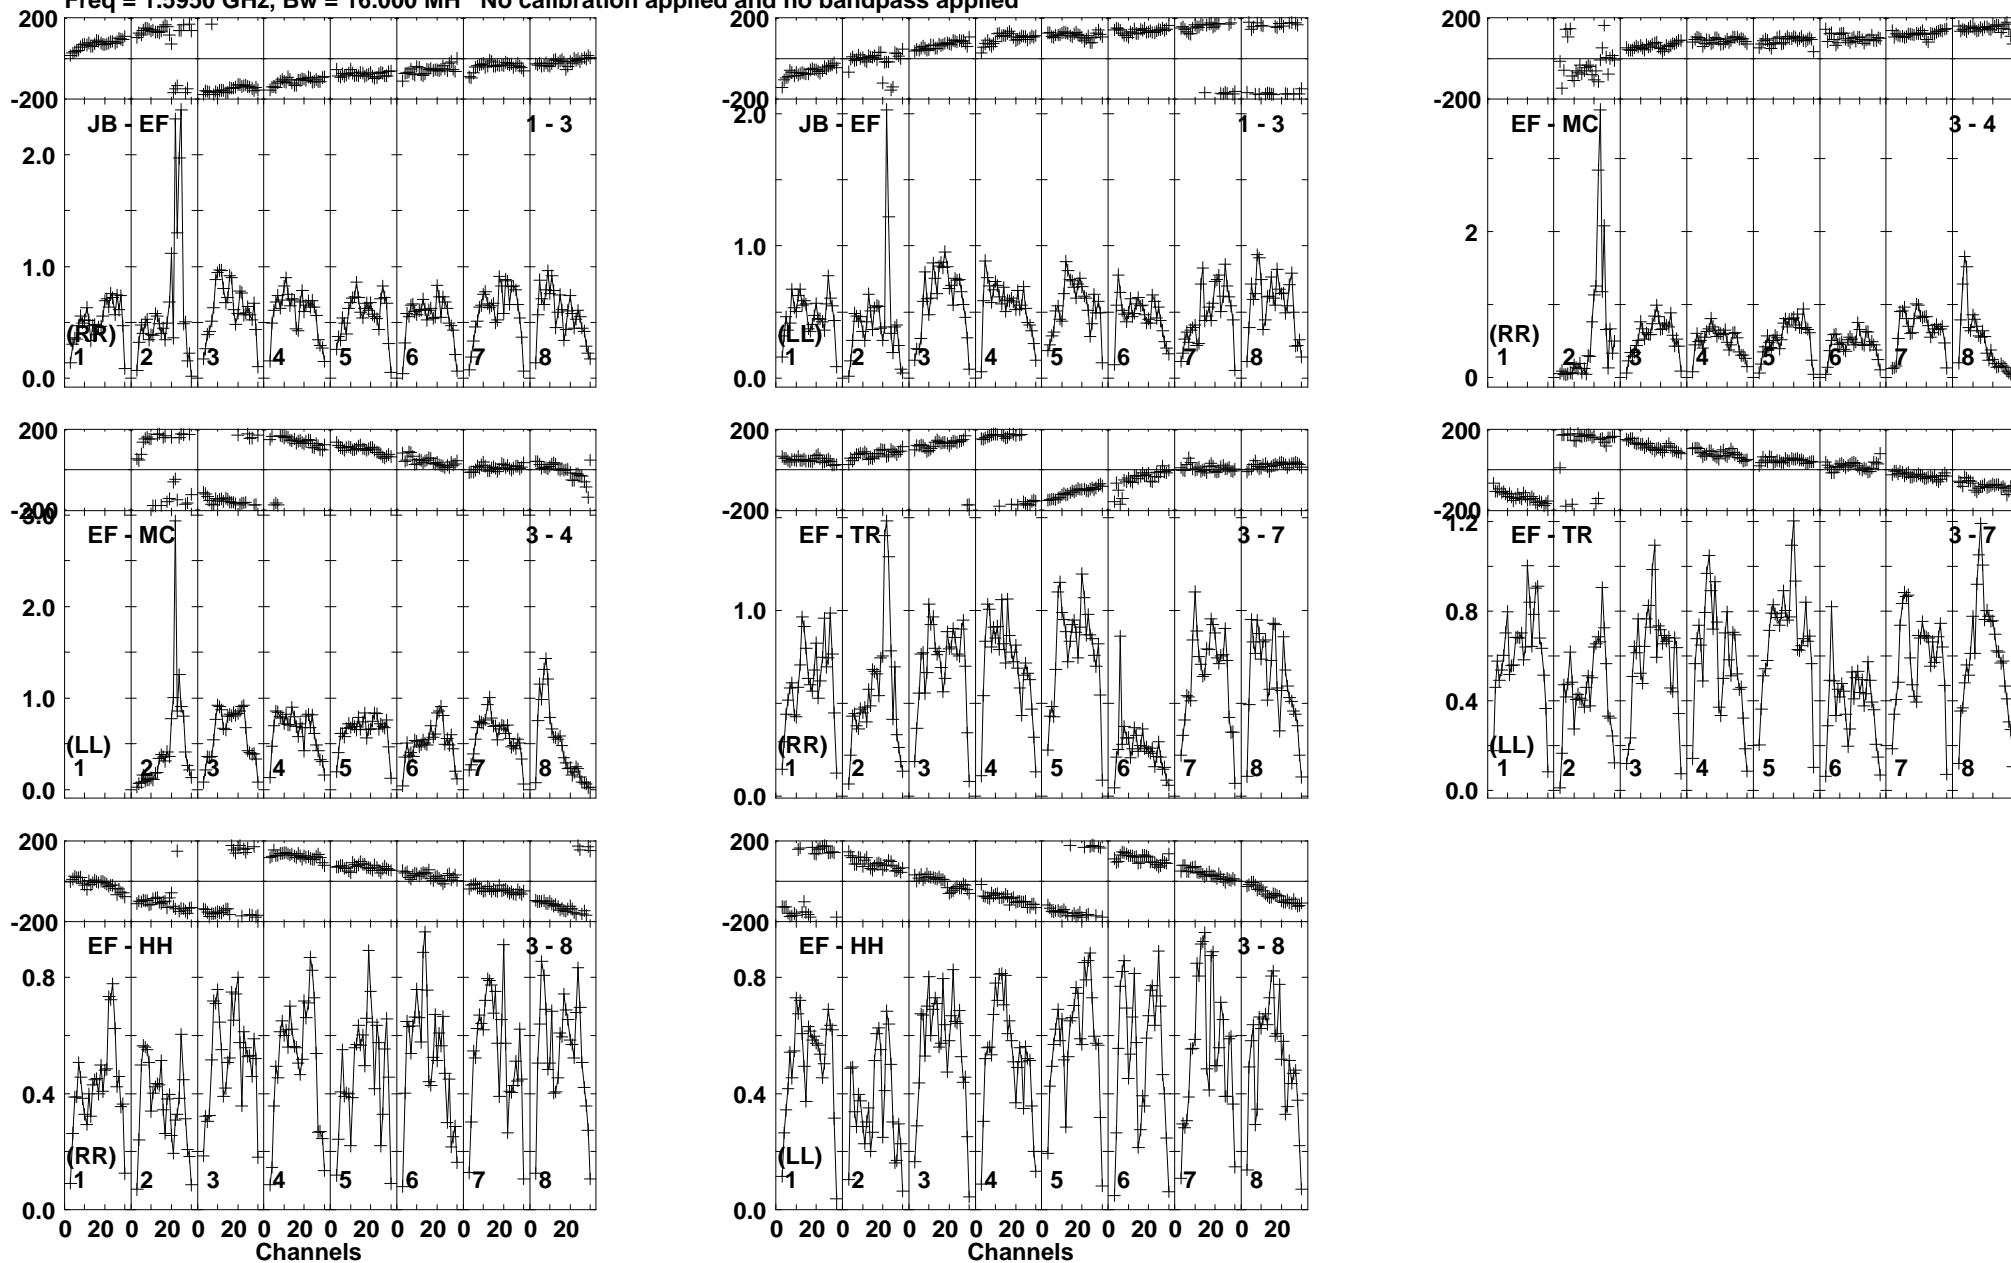 Freq = 1.5950 GHz, Bw = 16.000 MH No calibration applied and no bandpass applied
200
-200
JB - EF 1 - 3
2.0
1.0
0.0
(RR)
1 2 3 4 5 6 7 8
JB - EF 1 - 3
200
-200
2.0
1.0
0.0
(LL)
1 2 3 4 5 6 7 8
EF - MC 3 - 4
200
-200
2
0
(RR)
1 2 3 4 5 6 7 8
200
-200
3.0
EF - MC 3 - 4
2.0
1.0
0.0
(LL)
1 2 3 4 5 6 7 8
200
-200
EF - TR 3 - 7
1.0
0.0
(RR)
1 2 3 4 5 6 7 8
200
-200
1.2
EF - TR 3 - 7
0.8
0.4
0.0
(LL)
1 2 3 4 5 6 7 8
200
-200
EF - HH 3 - 8
0.8
0.4
0.0
(RR)
1 2 3 4 5 6 7 8
0 20 0 20 0 20 0 20 0 20 0 20 0 20 0 20
Channels
200
-200
EF - HH 3 - 8
0.8
0.4
0.0
(LL)
1 2 3 4 5 6 7 8
0 20 0 20 0 20 0 20 0 20 0 20 0 20 0 20
Channels